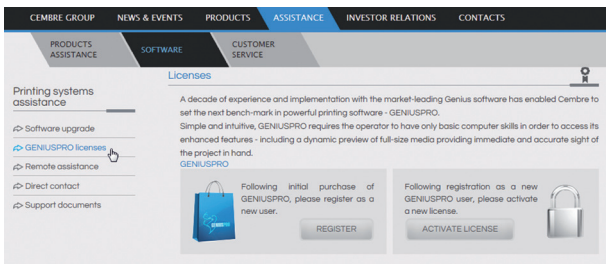 CEMBRE GROUP NEWS & EVENTS PRODUCTS ASSISTANCE INVESTOR RELATIONS CONTACTS
PRODUCTS
ASSISTANCE
SOFTWARE
CUSTOMER
SERVICE
Licenses
Printing systems
assistance
Software upgrade
GENIUSPRO licenses
Remote assistance
Direct contact
Support documents
A decade of experience and implementation with the market-leading Genius software has enabled Cembre to
set the next bench-mark in powerful printing software - GENIUSPRO.
Simple and intuitive, GENIUSPRO requires the operator to have only basic computer skills in order to access its
enhanced features - including a dynamic preview of full-size media providing immediate and accurate sight of
the project in hand.
GENIUSPRO
Following initial purchase of
GENIUSPRO, please register as a
new user.
REGISTER
GENIUSPRO
Following registration as a new
GENIUSPRO user, please activate
a new license.
ACTIVATE LICENSE